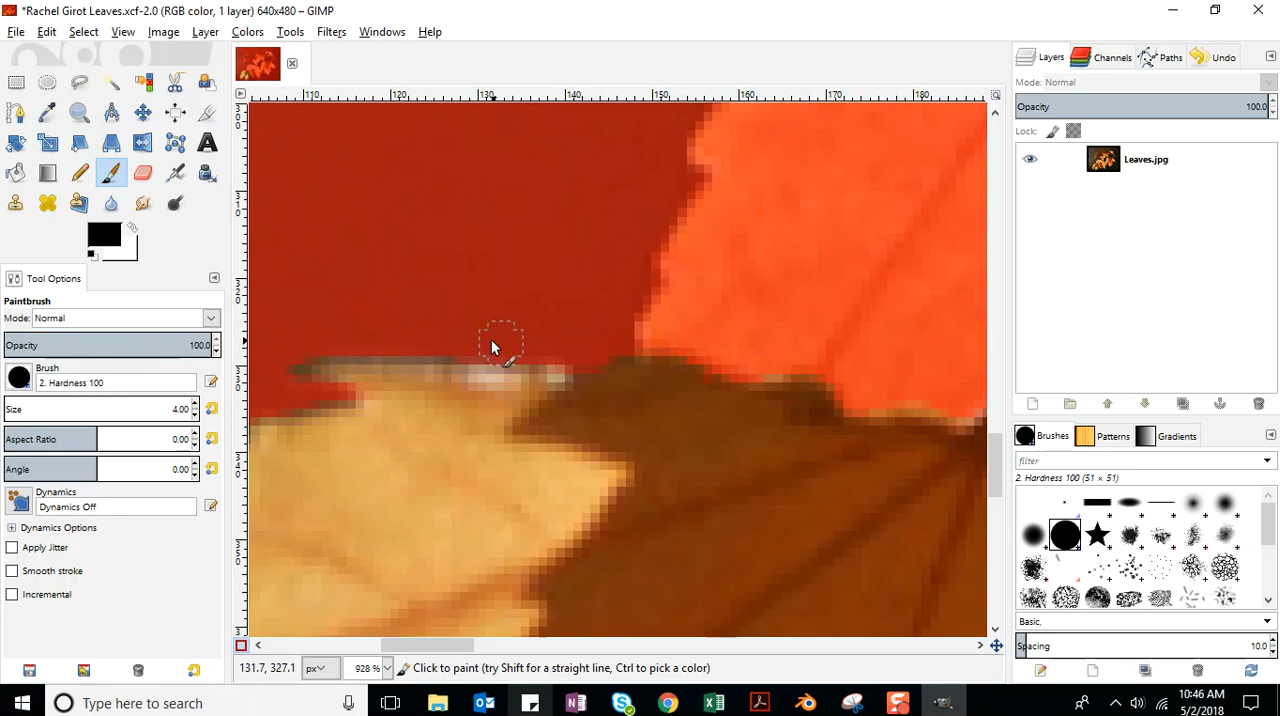 *Rachel Girot Leaves.xcf-2.0 (RGB color, 1 layer) 640x480 – GIMP
File Edit Select View Image Layer Colors Tools Filters Windows Help
Layers Channels Paths Undo
Mode: Normal
Opacity 100.0
Lock:
Leaves.jpg
110 120 130 140 150 160 170 180
300
310
320
330
340
350
Tool Options
Paintbrush
Mode: Normal
Opacity 100.0
Brush
2. Hardness 100
Size 4.00
Aspect Ratio 0.00
Angle 0.00
Dynamics
Dynamics Off
Dynamics Options
Apply Jitter
Smooth stroke
Incremental
Brushes Patterns Gradients
filter
2. Hardness 100 (51 × 51)
Basic,
Spacing 10.0
131.7, 327.1 px 928 % Click to paint (try Shift for a straight line, Ctrl to pick a color)
Type here to search
10:46 AM
5/2/2018